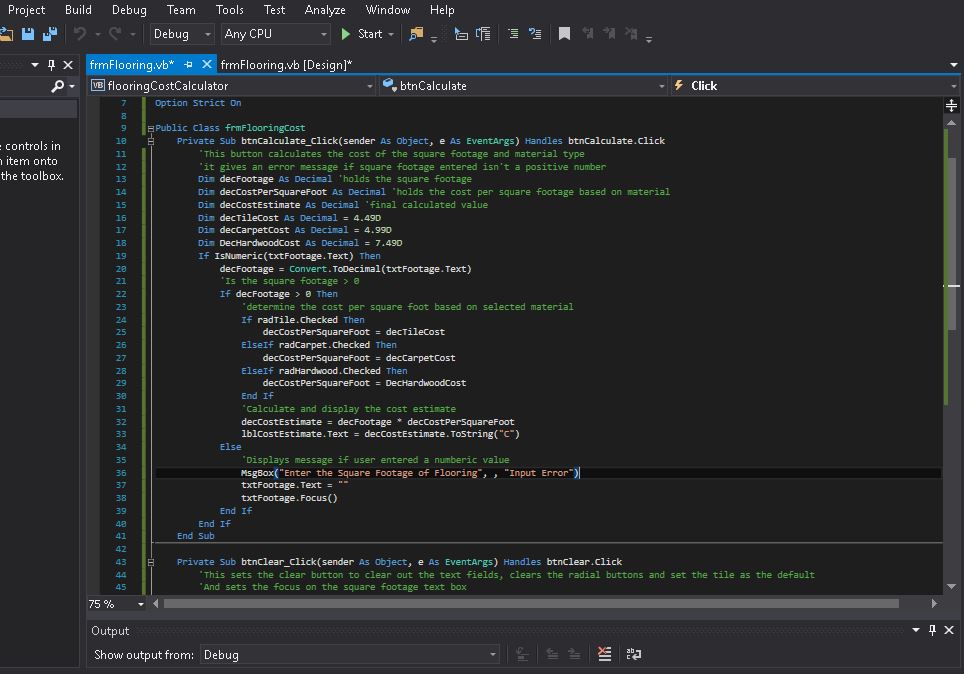 Project Build Debug Team Tools Test Analyze Window Help
Debug Any CPU Start
frmFlooring.vb* frmFlooring.vb [Design]*
VB flooringCostCalculator btnCalculate Click
controls in
item onto
the toolbox.
7 Option Strict On
8
9 Public Class frmFlooringCost
10 Private Sub btnCalculate_Click(sender As Object, e As EventArgs) Handles btnCalculate.Click
11 'This button calculates the cost of the square footage and material type
12 'it gives an error message if square footage entered isn't a positive number
13 Dim decFootage As Decimal 'holds the square footage
14 Dim decCostPerSquareFoot As Decimal 'holds the cost per square footage based on material
15 Dim decCostEstimate As Decimal 'final calculated value
16 Dim decTileCost As Decimal = 4.49D
17 Dim decCarpetCost As Decimal = 4.99D
18 Dim DecHardwoodCost As Decimal = 7.49D
19 If IsNumeric(txtFootage.Text) Then
20 decFootage = Convert.ToDecimal(txtFootage.Text)
21 'Is the square footage > 0
22 If decFootage > 0 Then
23 'determine the cost per square foot based on selected material
24 If radTile.Checked Then
25 decCostPerSquareFoot = decTileCost
26 ElseIf radCarpet.Checked Then
27 decCostPerSquareFoot = decCarpetCost
28 ElseIf radHardwood.Checked Then
29 decCostPerSquareFoot = DecHardwoodCost
30 End If
31 'Calculate and display the cost estimate
32 decCostEstimate = decFootage * decCostPerSquareFoot
33 lblCostEstimate.Text = decCostEstimate.ToString("C")
34 Else
35 'Displays message if user entered a numberic value
36 MsgBox("Enter the Square Footage of Flooring", , "Input Error")
37 txtFootage.Text = ""
38 txtFootage.Focus()
39 End If
40 End If
41 End Sub
42
43 Private Sub btnClear_Click(sender As Object, e As EventArgs) Handles btnClear.Click
44 'This sets the clear button to clear out the text fields, clears the radial buttons and set the tile as the default
45 'And sets the focus on the square footage text box
75 %
Output
Show output from: Debug